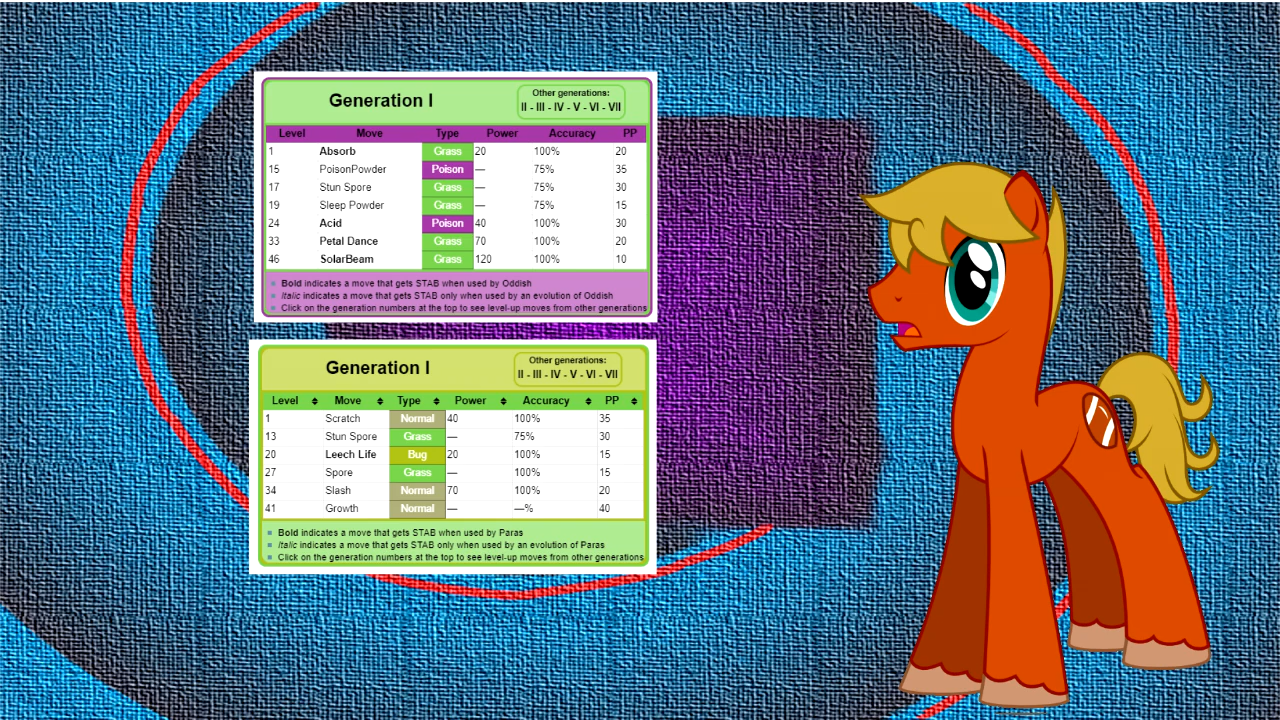 Generation I
Other generations:
II - III - IV - V - VI - VII
Level Move Type Power Accuracy PP
1 Absorb Grass 20 100% 20
15 PoisonPowder Poison — 75% 35
17 Stun Spore Grass — 75% 30
19 Sleep Powder Grass — 75% 15
24 Acid Poison 40 100% 30
33 Petal Dance Grass 70 100% 20
46 SolarBeam Grass 120 100% 10
Bold indicates a move that gets STAB when used by Oddish
Italic indicates a move that gets STAB only when used by an evolution of Oddish
Click on the generation numbers at the top to see level-up moves from other generations
Generation I
Other generations:
II - III - IV - V - VI - VII
Level Move Type Power Accuracy PP
1 Scratch Normal 40 100% 35
13 Stun Spore Grass — 75% 30
20 Leech Life Bug 20 100% 15
27 Spore Grass — 100% 15
34 Slash Normal 70 100% 20
41 Growth Normal — —% 40
Bold indicates a move that gets STAB when used by Paras
Italic indicates a move that gets STAB only when used by an evolution of Paras
Click on the generation numbers at the top to see level-up moves from other generations